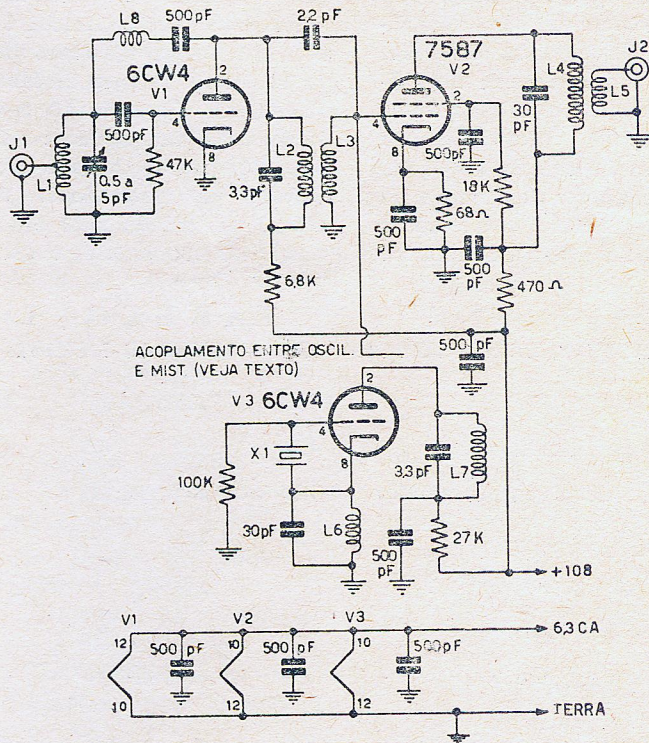 L8
500pF
2,2pF
6CW4
V1
2
4
8
500pF
J1
L1
0.5 a
5pF
47K
3,3pF
L2
L3
6,8K
7587
V2
2
4
8
500pF
18K
500
pF
68Ω
500
pF
470 Ω
30
pF
L4
L5
J2
500 pF
ACOPLAMENTO ENTRE OSCIL.
E MIST. (VEJA TEXTO)
V3 6CW4
2
4
8
X1
100K
30pF
L6
3,3pF
L7
500
pF
27K
+108
V1
V2
V3
12
10
10
500 pF
500 pF
500pF
10
12
12
6,3 CA
TERRA